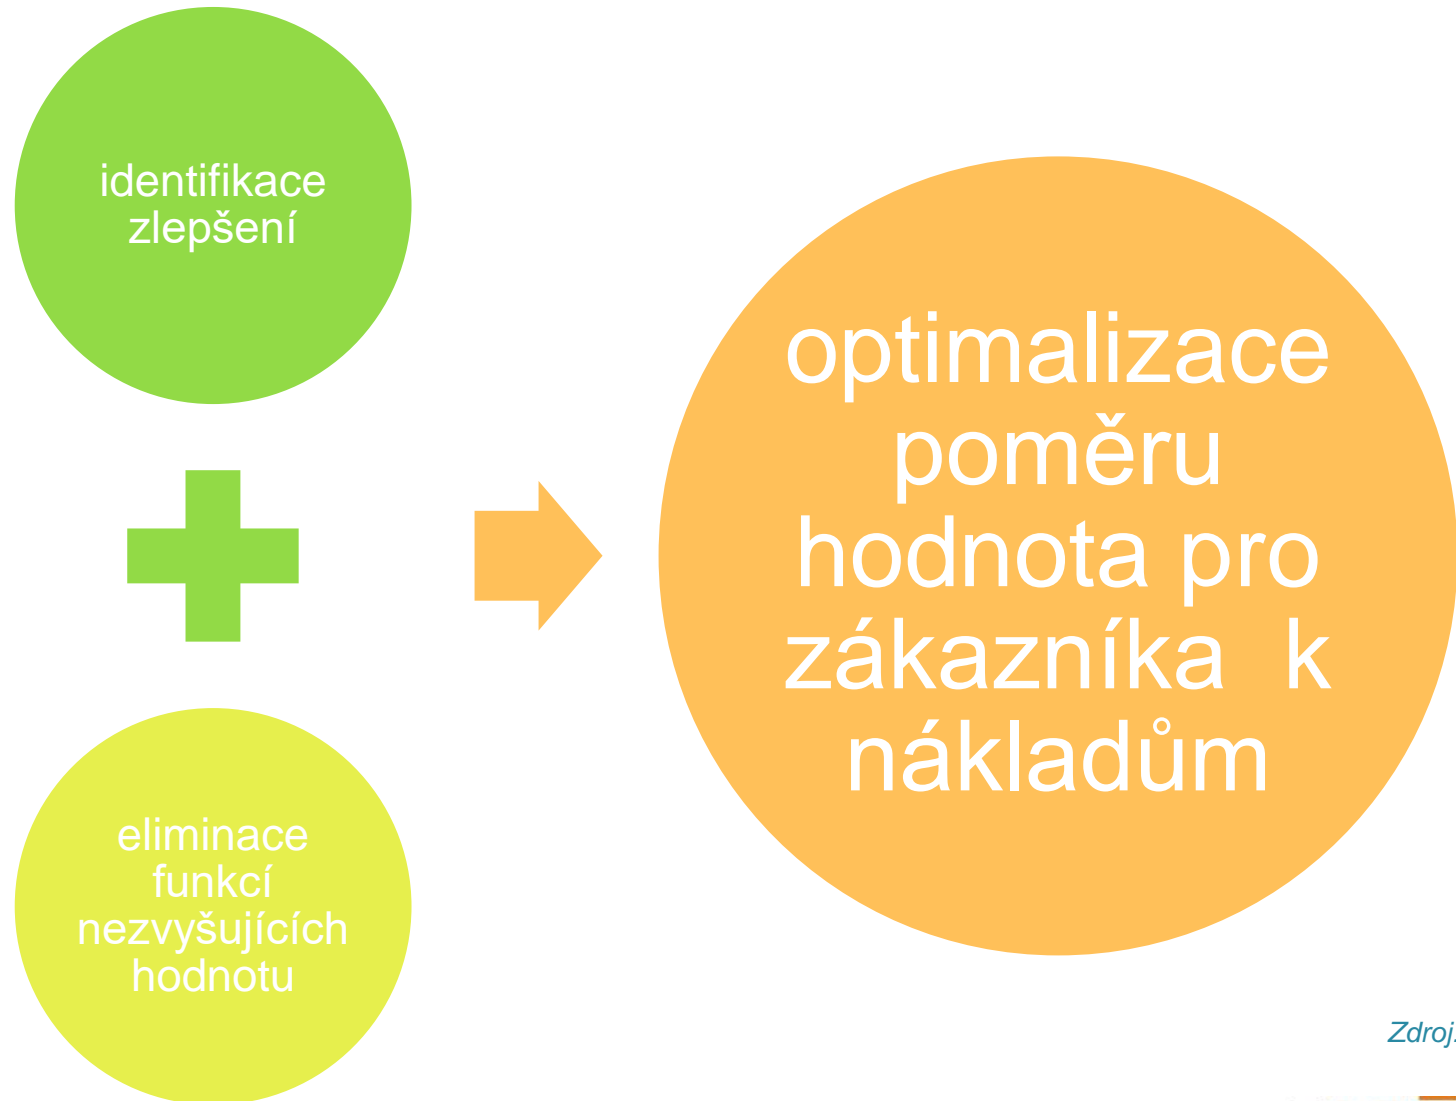 identifikace
zlepšení
eliminace
funkcí
nezvyšujících
hodnotu
optimalizace
poměru
hodnota pro
zákazníka  k
nákladům
Zdroj: